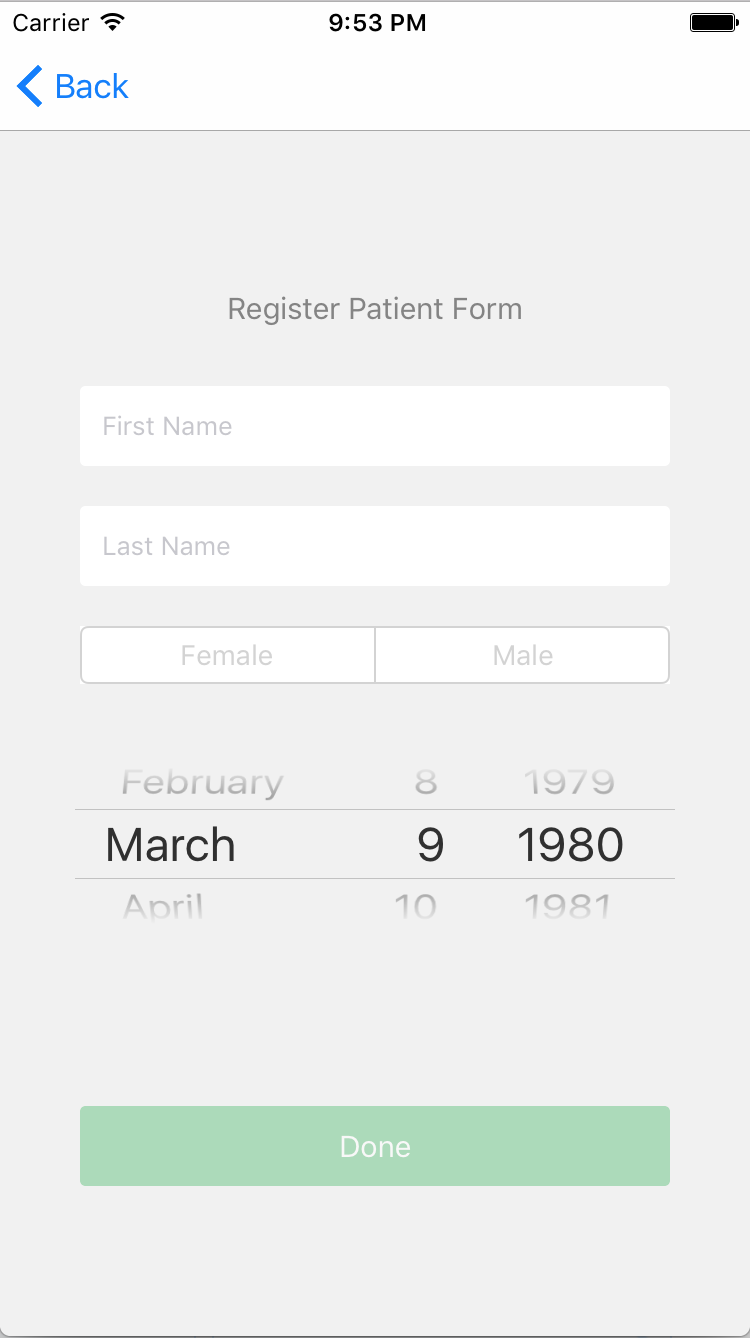 Carrier 9:53 PM
Back
Register Patient Form
First Name
Last Name
Female Male
February 8 1979
March 9 1980
April 10 1981
Done